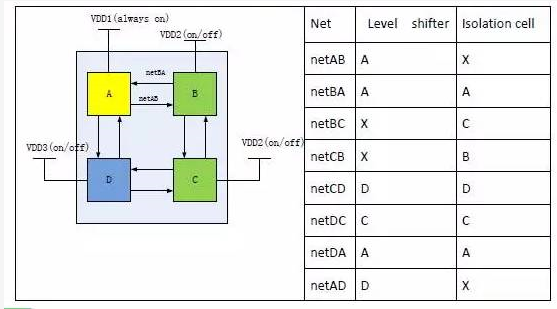 VDD1(always on)
VDD2(on/off)
netBA
A
B
netAB
VDD3(on/off)
VDD2(on/off)
D
C
Net Level shifter Isolation cell
netAB A X
netBA A A
netBC X C
netCB X B
netCD D D
netDC C C
netDA A A
netAD D X